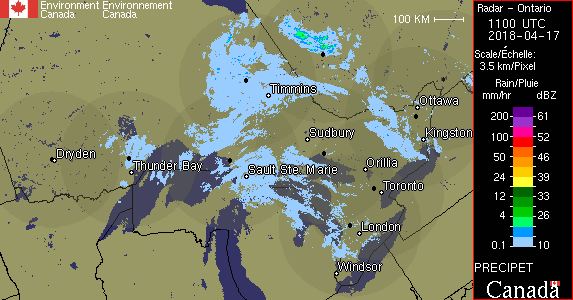 Environment Environnement
Canada Canada
100 KM
Timmins
Ottawa
Sudbury
Kingston
Dryden
Thunder Bay
Sault Ste. Marie
Orillia
Toronto
London
Windsor
Radar - Ontario
1100 UTC
2018-04-17
Scale/Échelle:
3.5 km/Pixel
Rain/Pluie
mm/hr dBZ
200 61
100 52
50 46
24 39
12 33
4 26
0.1 10
PRECIPET
Canada